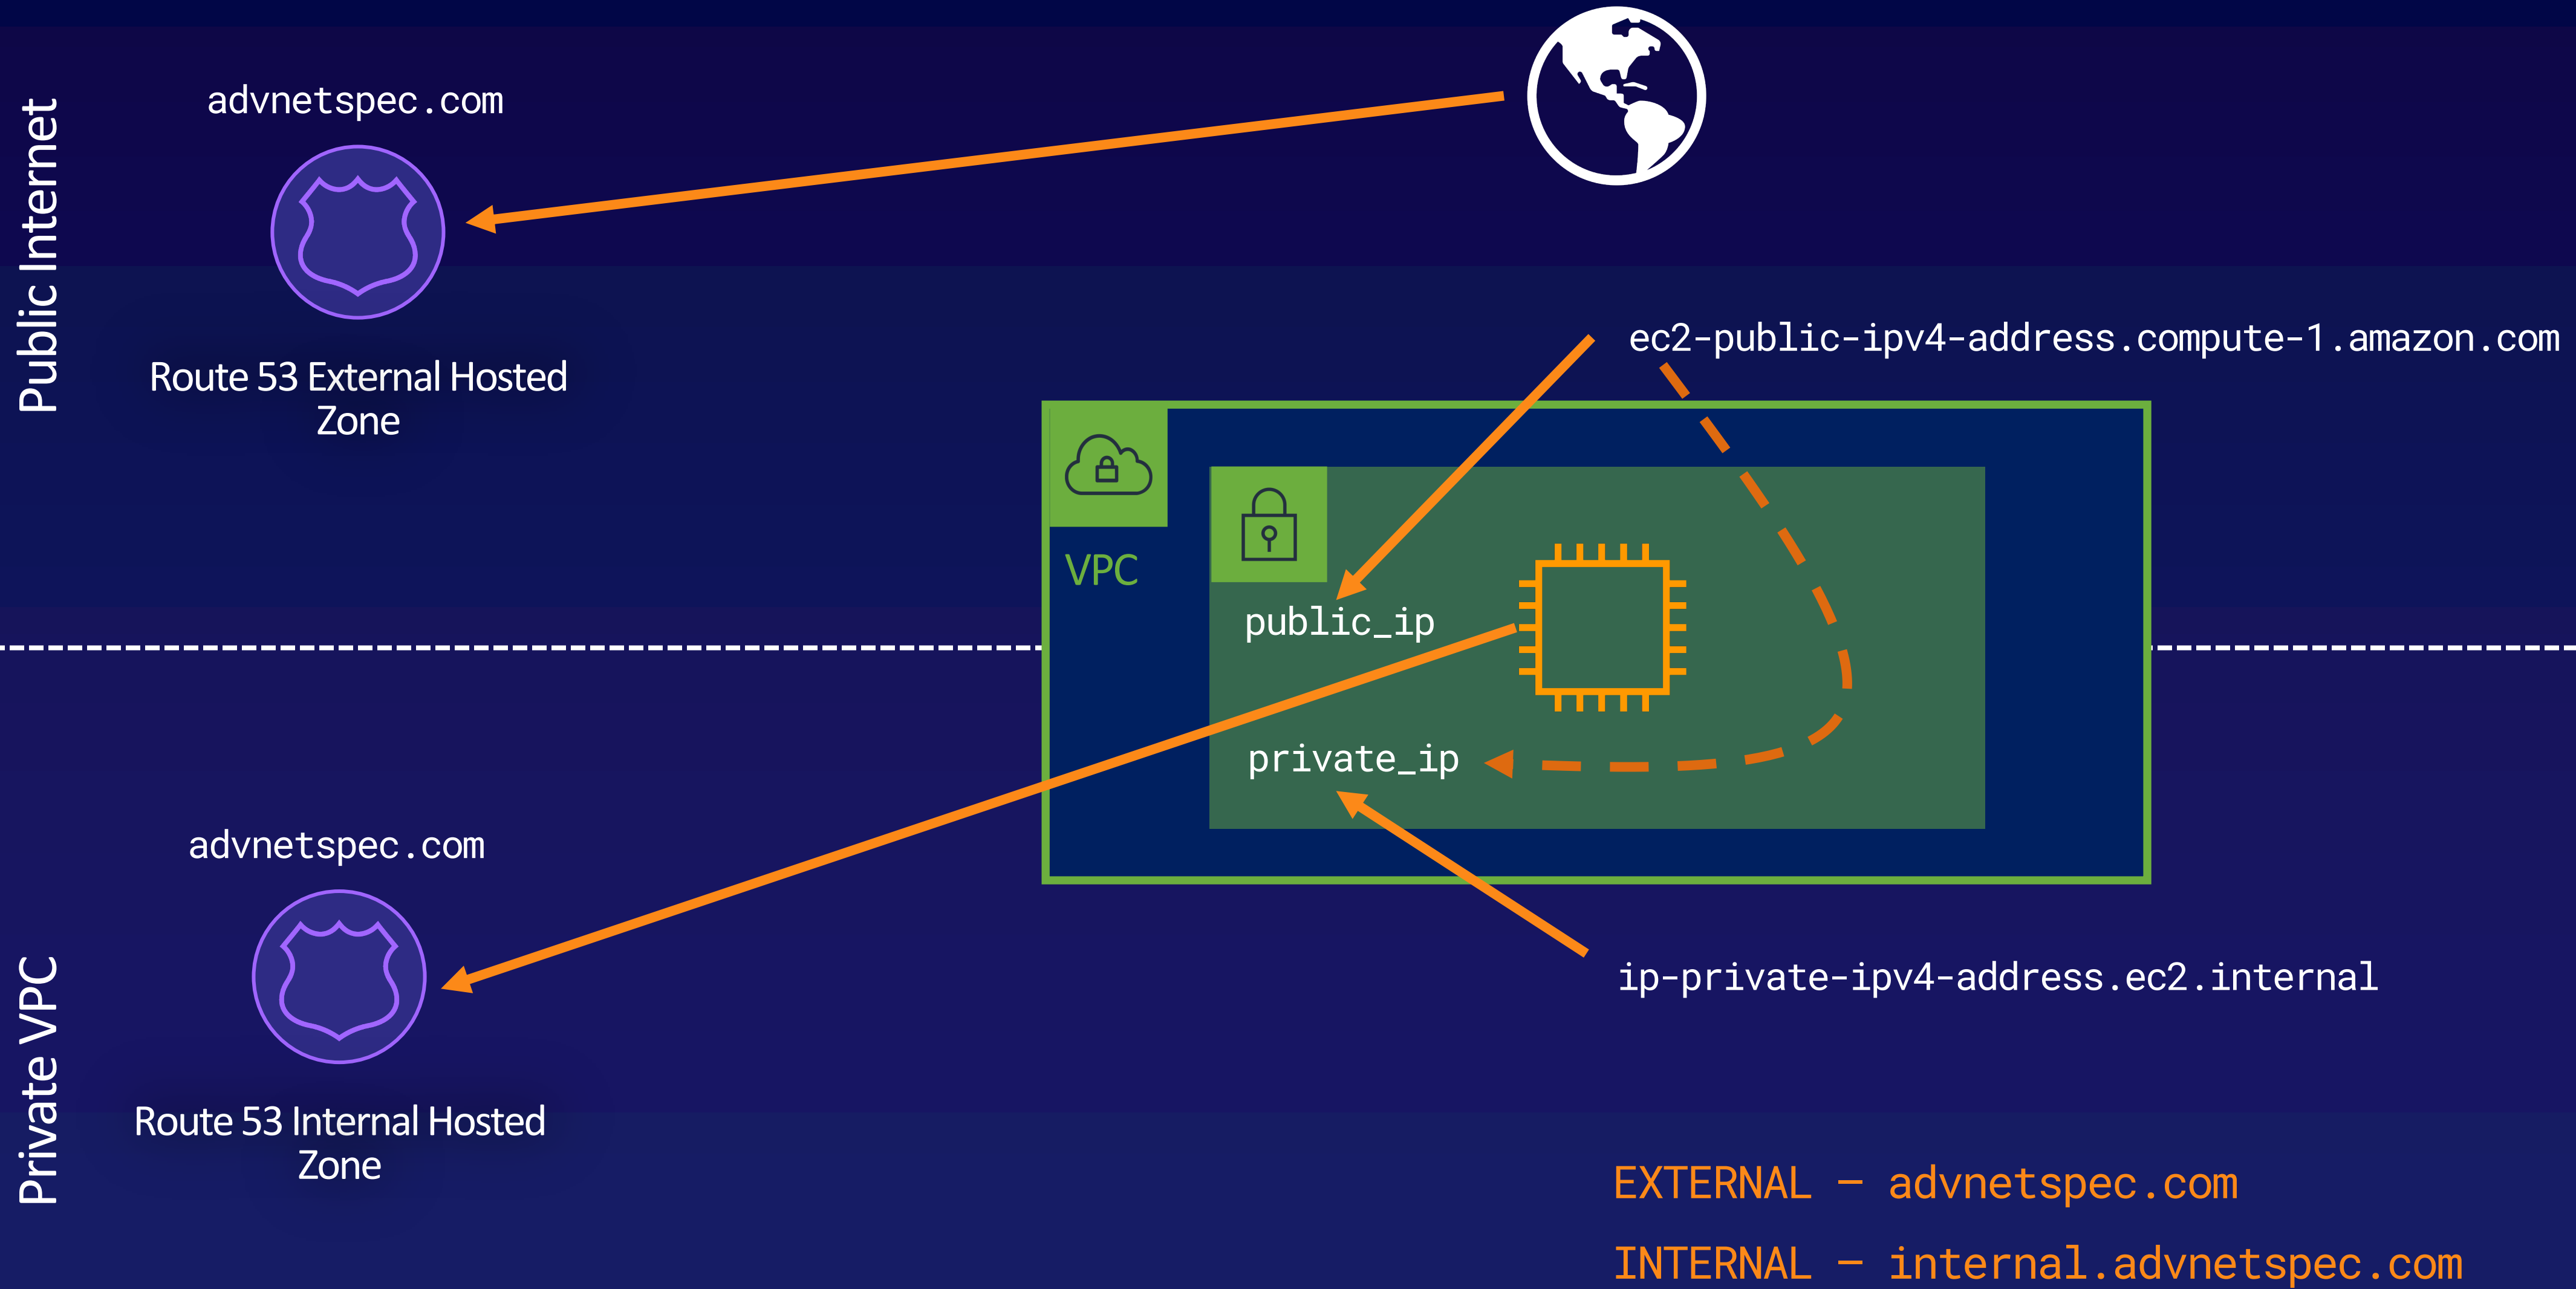 Public Internet
advnetspec.com
Route 53 External Hosted
Zone
ec2-public-ipv4-address.compute-1.amazon.com
VPC
public_ip
private_ip
Private VPC
advnetspec.com
Route 53 Internal Hosted
Zone
ip-private-ipv4-address.ec2.internal
EXTERNAL – advnetspec.com
INTERNAL – internal.advnetspec.com